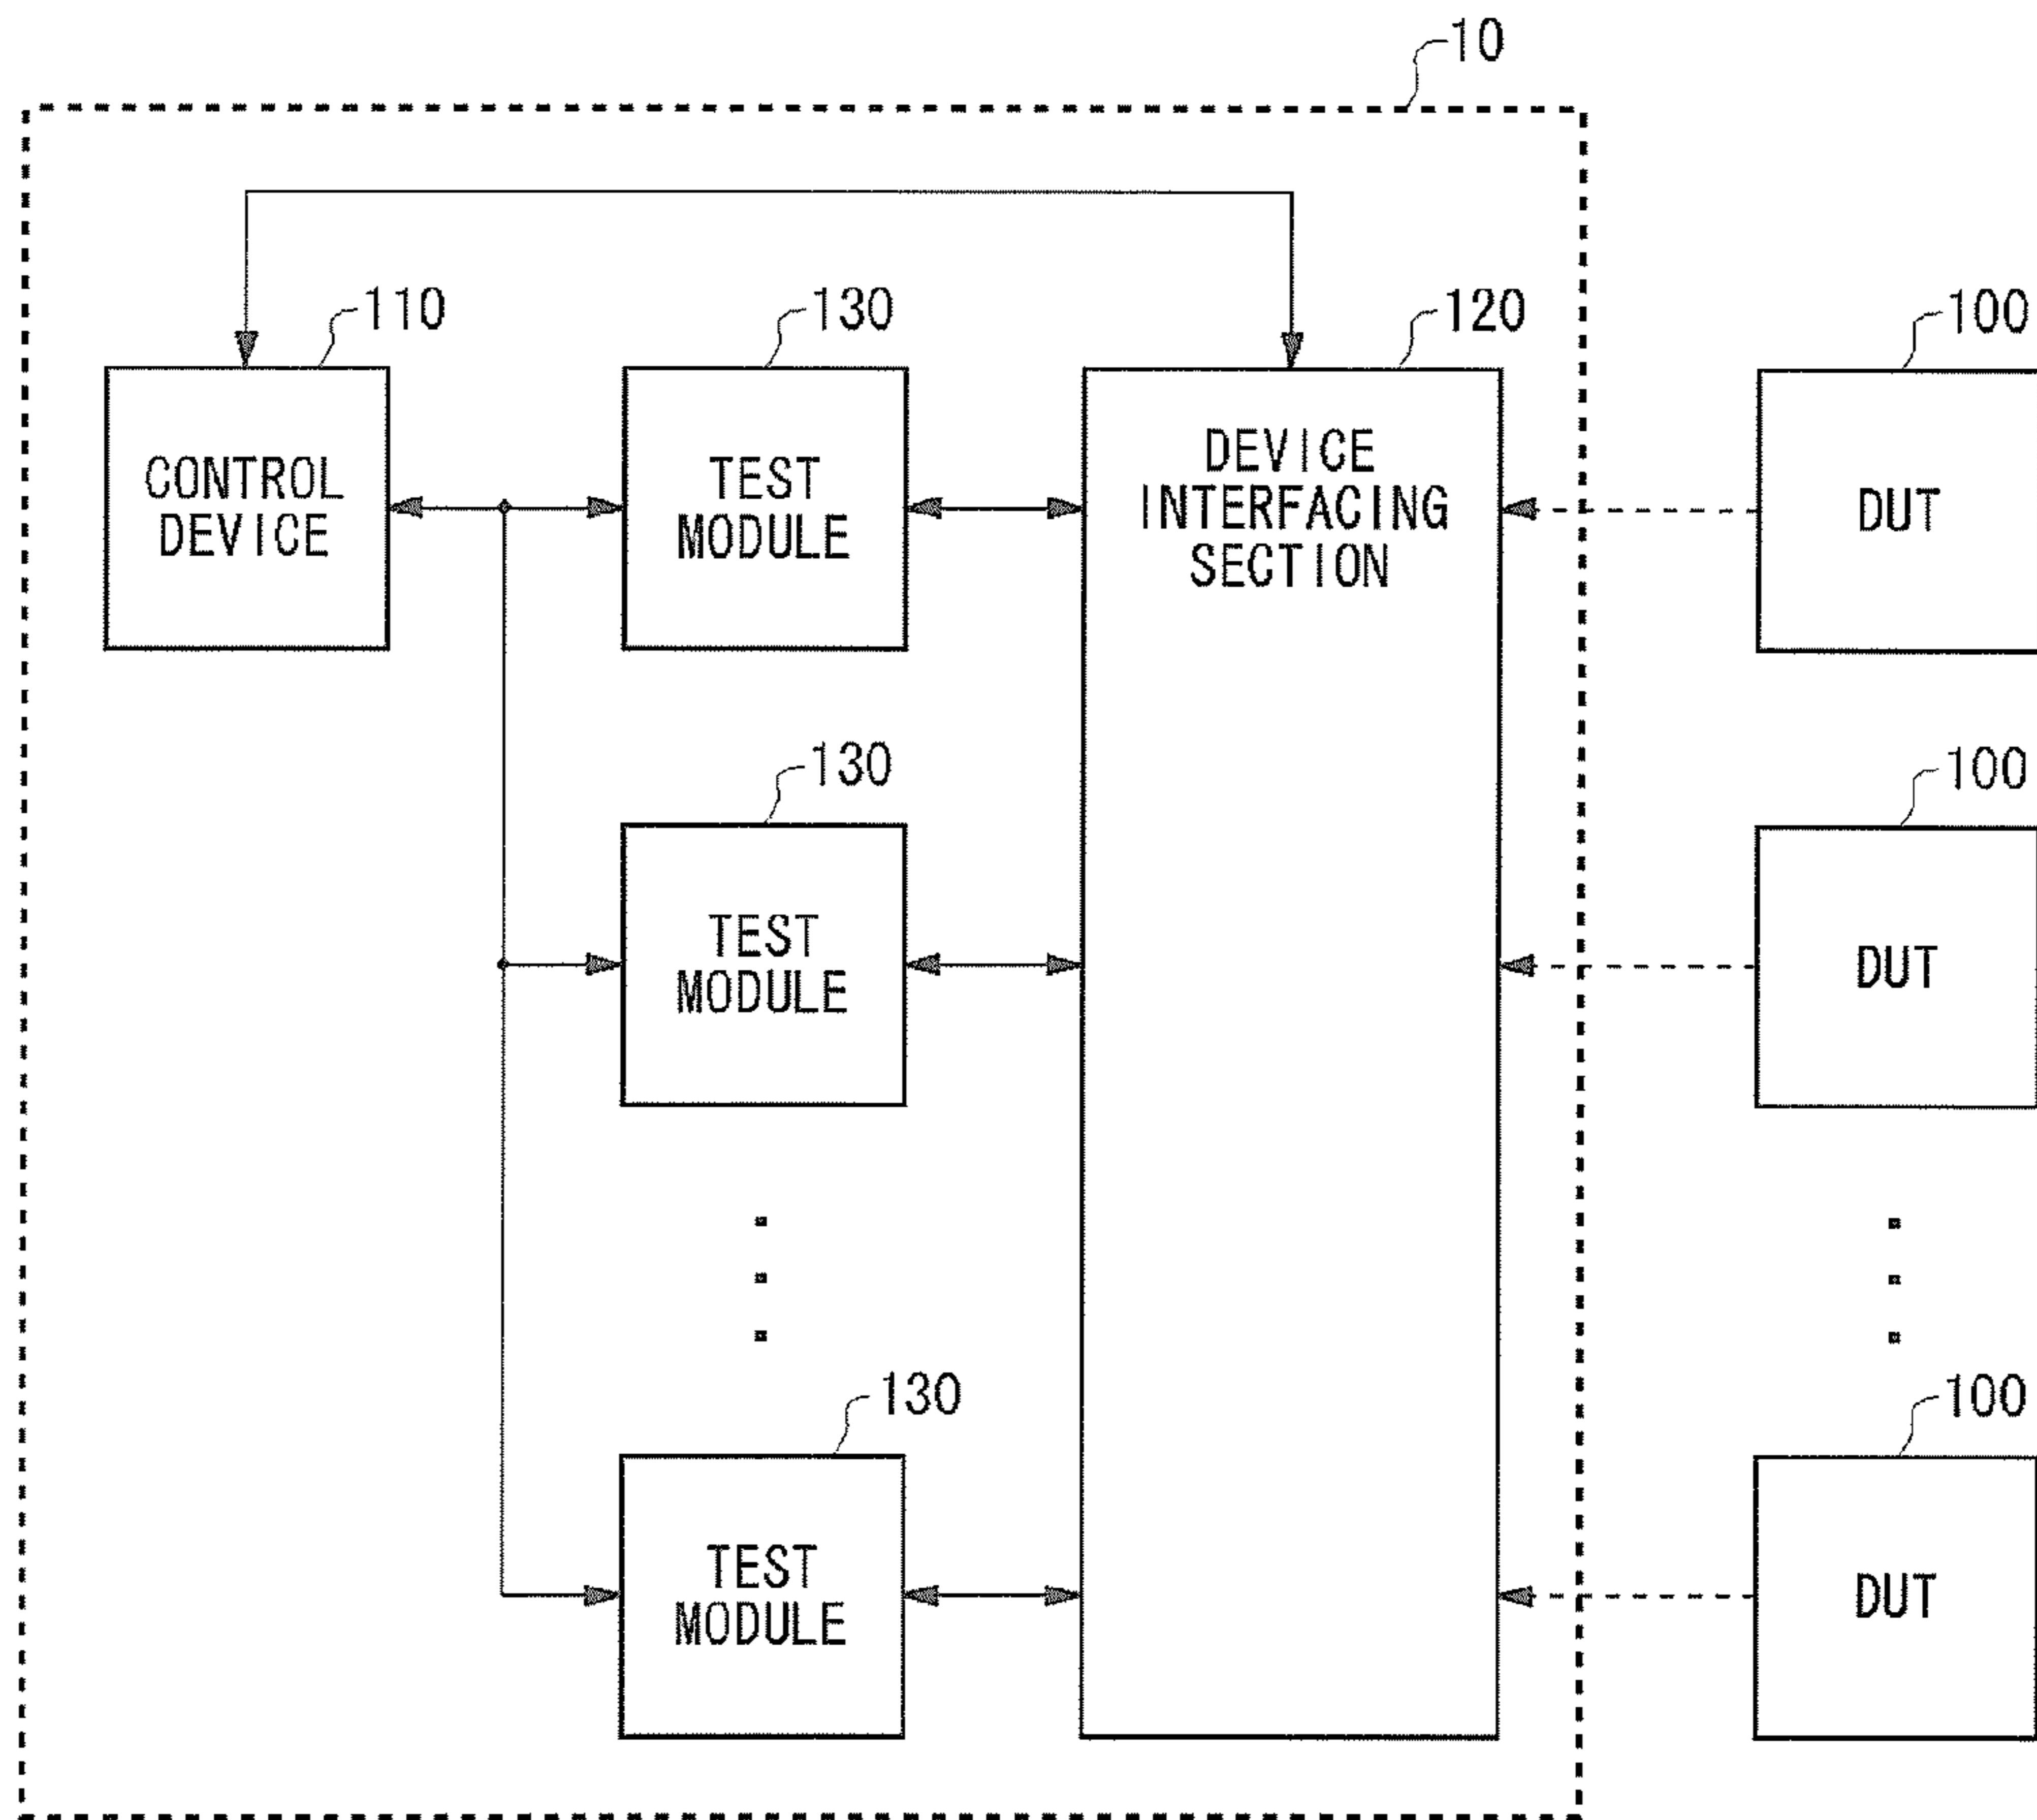 10
110
130
120
100
CONTROL
DEVICE
TEST
MODULE
DEVICE
INTERFACING
SECTION
DUT
130
100
TEST
MODULE
DUT
130
100
TEST
MODULE
DUT